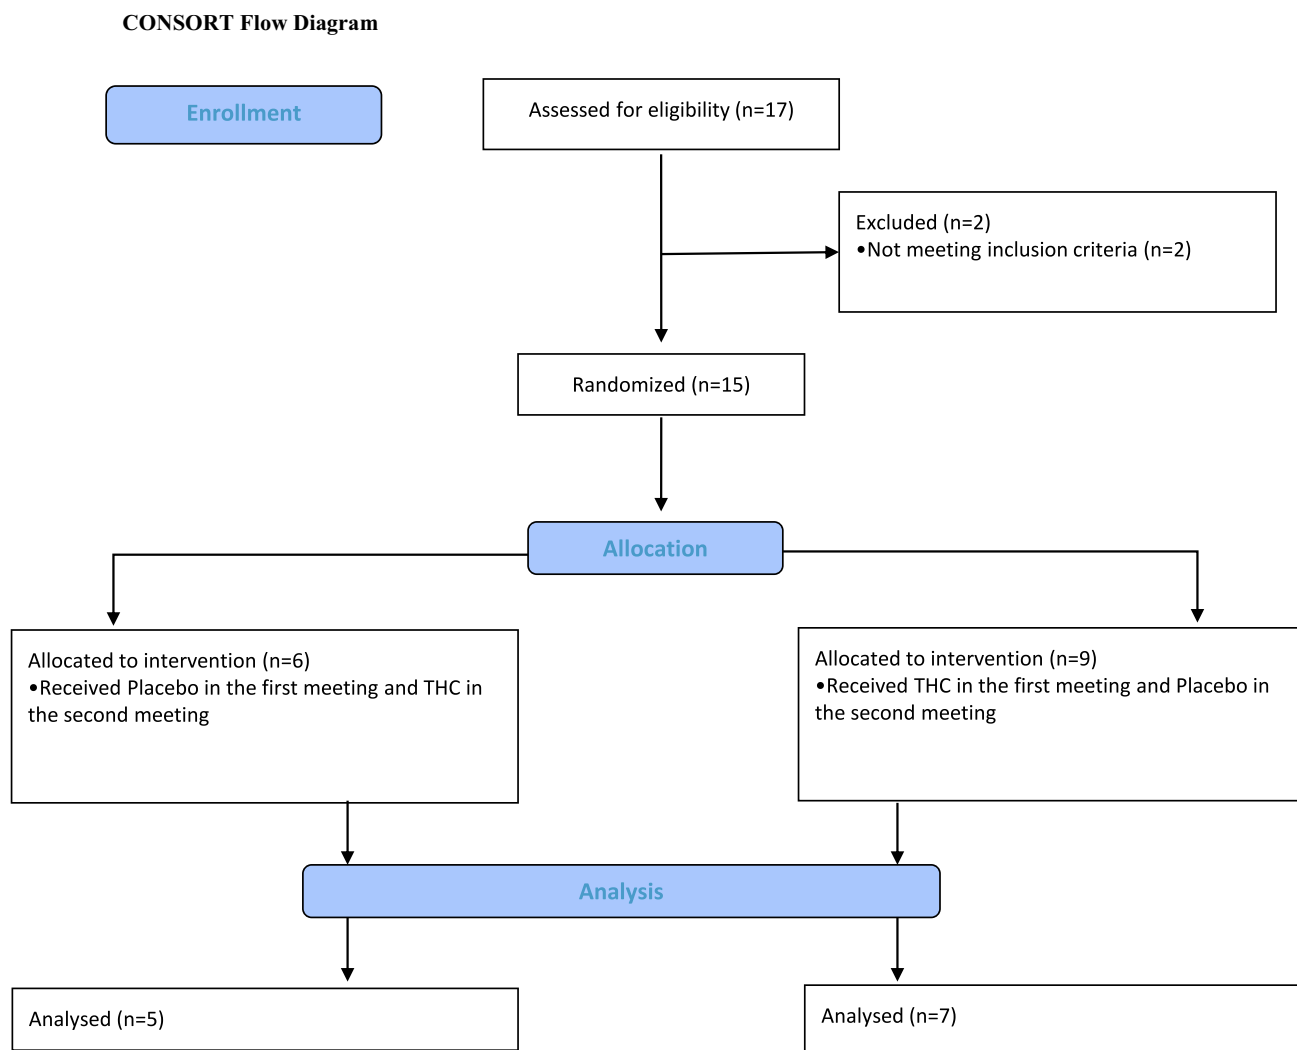 CONSORT Flow Diagram
Enrollment
Assessed for eligibility (n=17)
Excluded (n=2)
•Not meeting inclusion criteria (n=2)
Randomized (n=15)
Allocation
Allocated to intervention (n=6)
•Received Placebo in the first meeting and THC in
the second meeting
Allocated to intervention (n=9)
•Received THC in the first meeting and Placebo in
the second meeting
Analysis
Analysed (n=5)
Analysed (n=7)